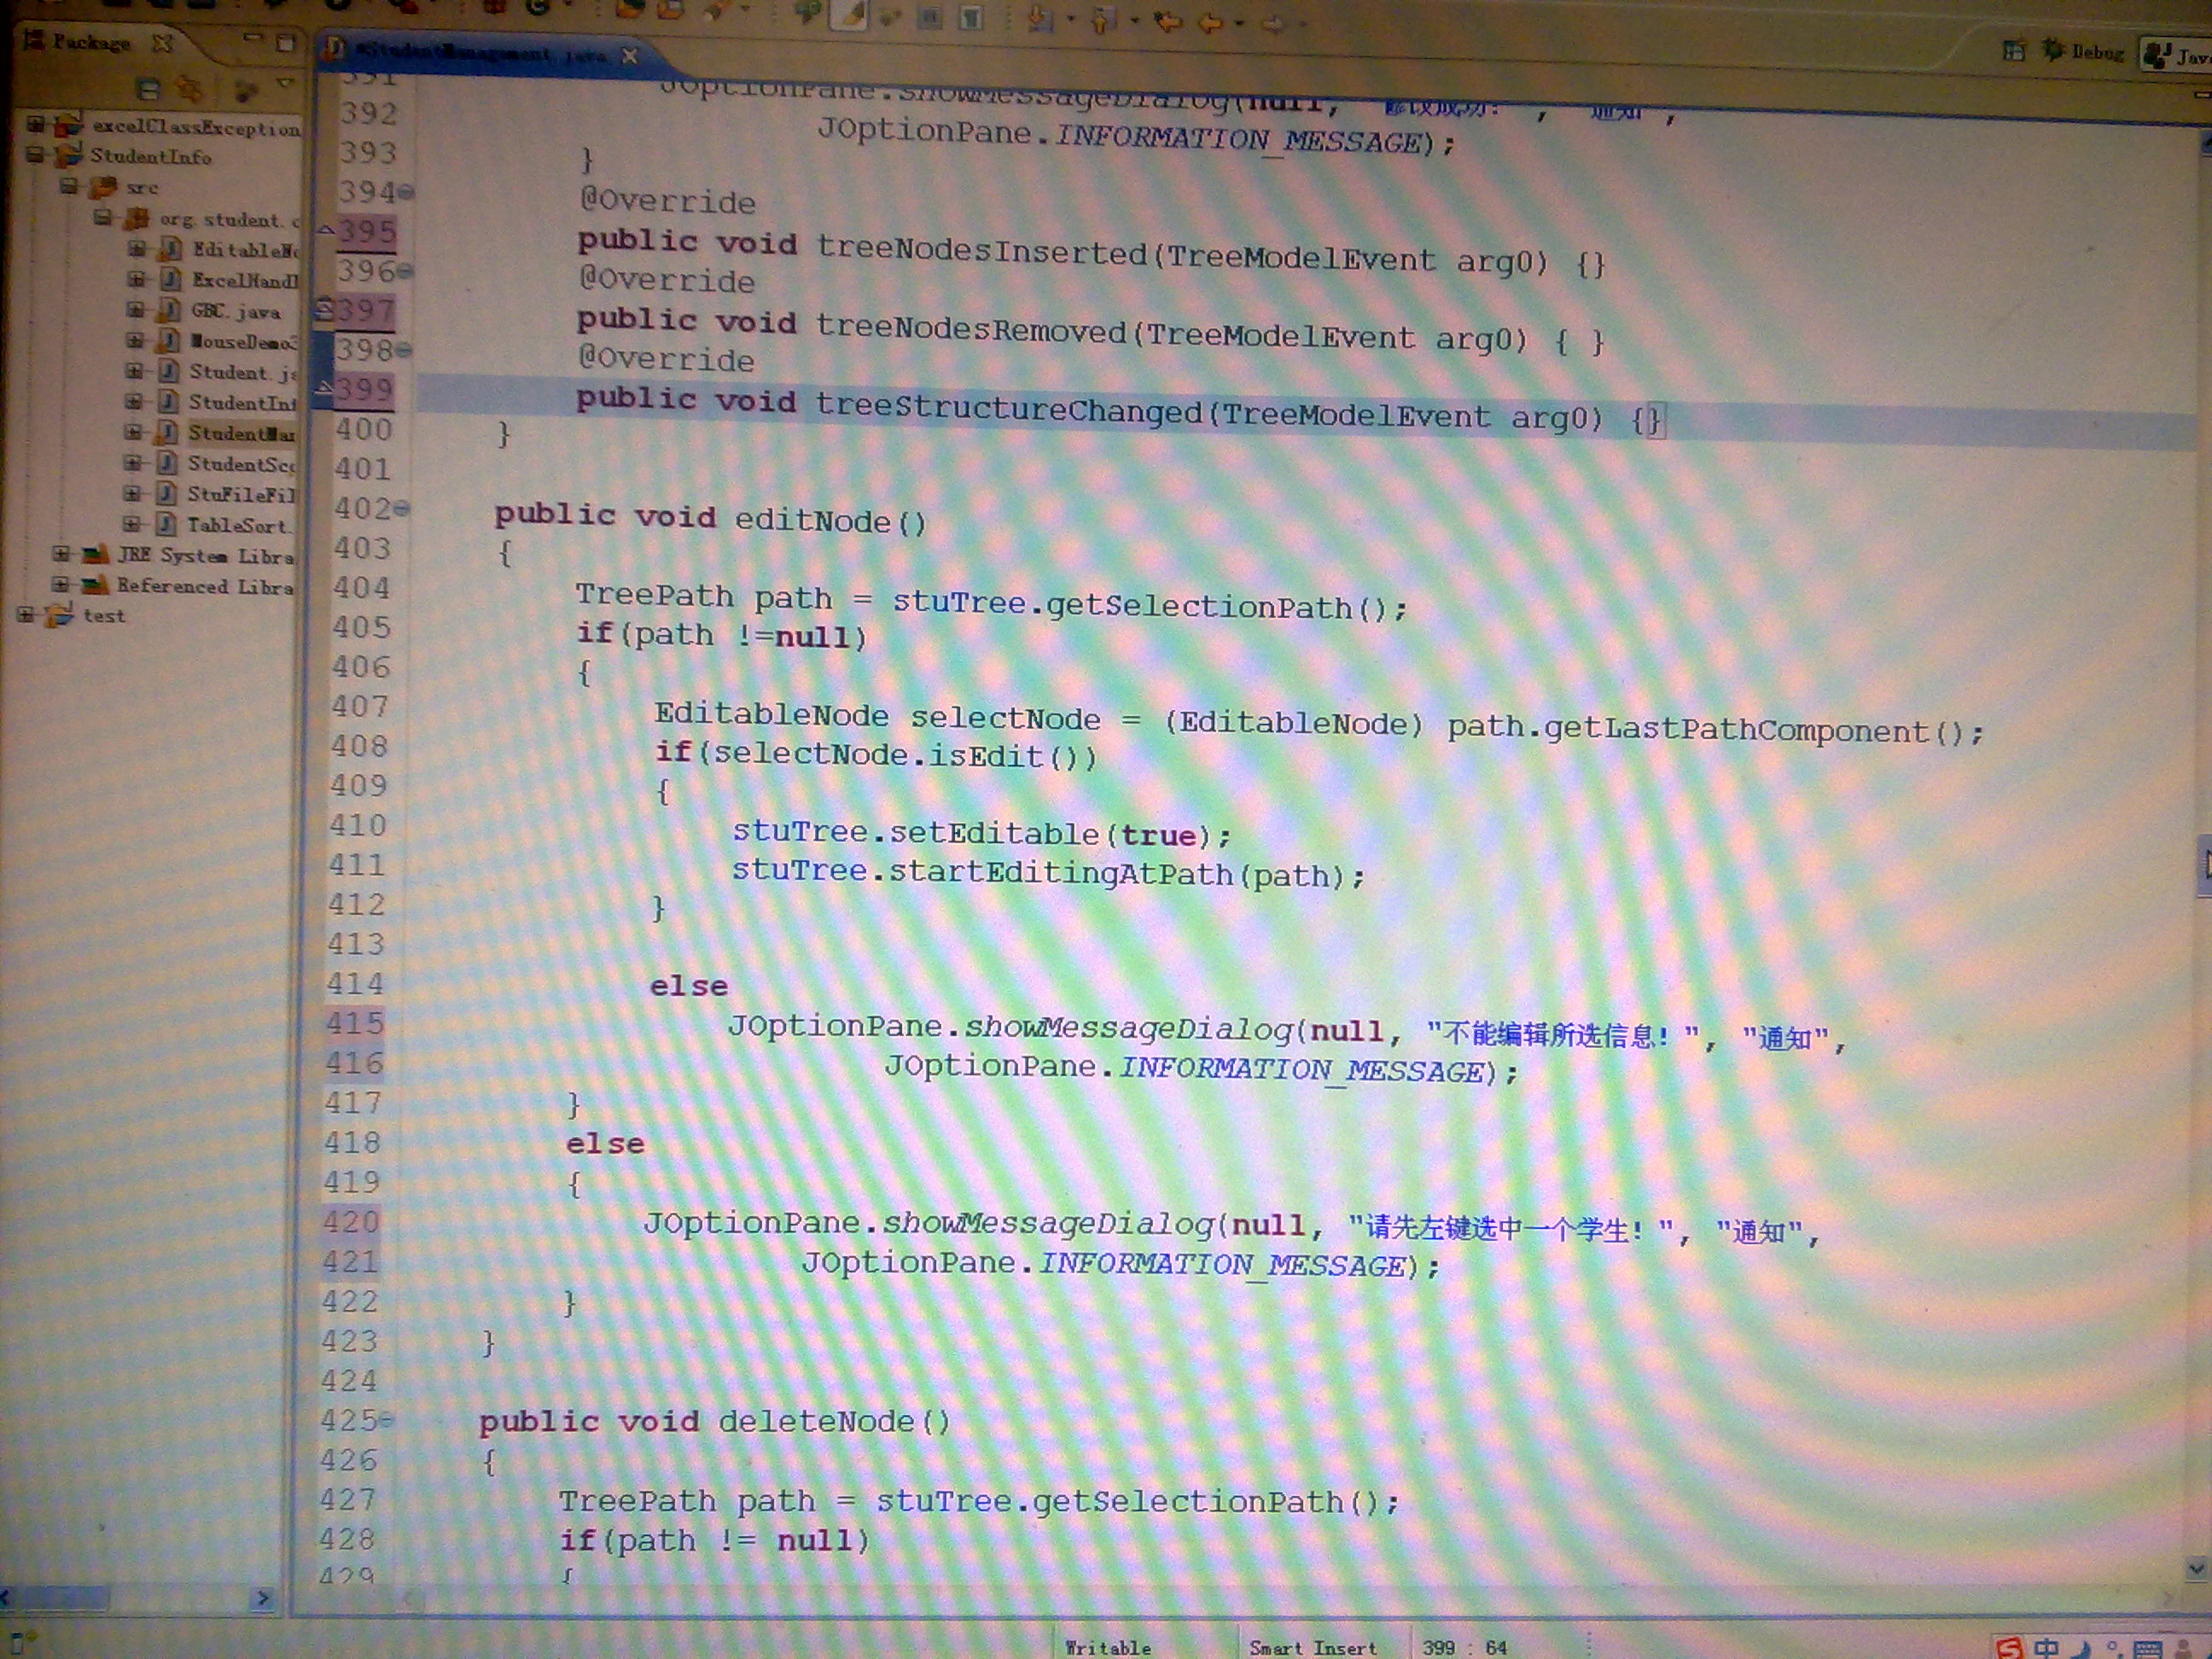 Package
StudentManagement.java
Debug
Java
excelClassException
StudentInfo
src
org.student.c
EditableNo
ExcelHandl
GBC.java
MouseDemo3
Student.ja
StudentInf
StudentMan
StudentSco
StuFileFil
TableSort.
JRE System Libra
Referenced Libra
test
391 JOptionPane.showMessageDialog(null,
392 JOptionPane.INFORMATION_MESSAGE);
393 }
394 @Override
395 public void treeNodesInserted(TreeModelEvent arg0) {}
396 @Override
397 public void treeNodesRemoved(TreeModelEvent arg0) { }
398 @Override
399 public void treeStructureChanged(TreeModelEvent arg0) {}
400 }
401
402 public void editNode()
403 {
404 TreePath path = stuTree.getSelectionPath();
405 if(path !=null)
406 {
407 EditableNode selectNode = (EditableNode) path.getLastPathComponent();
408 if(selectNode.isEdit())
409 {
410 stuTree.setEditable(true);
411 stuTree.startEditingAtPath(path);
412 }
413
414 else
415 JOptionPane.showMessageDialog(null, "不能编辑所选信息!", "通知",
416 JOptionPane.INFORMATION_MESSAGE);
417 }
418 else
419 {
420 JOptionPane.showMessageDialog(null, "请先左键选中一个学生!", "通知",
421 JOptionPane.INFORMATION_MESSAGE);
422 }
423 }
424
425 public void deleteNode()
426 {
427 TreePath path = stuTree.getSelectionPath();
428 if(path != null)
429 {
Writable
Smart Insert
399 : 64
中